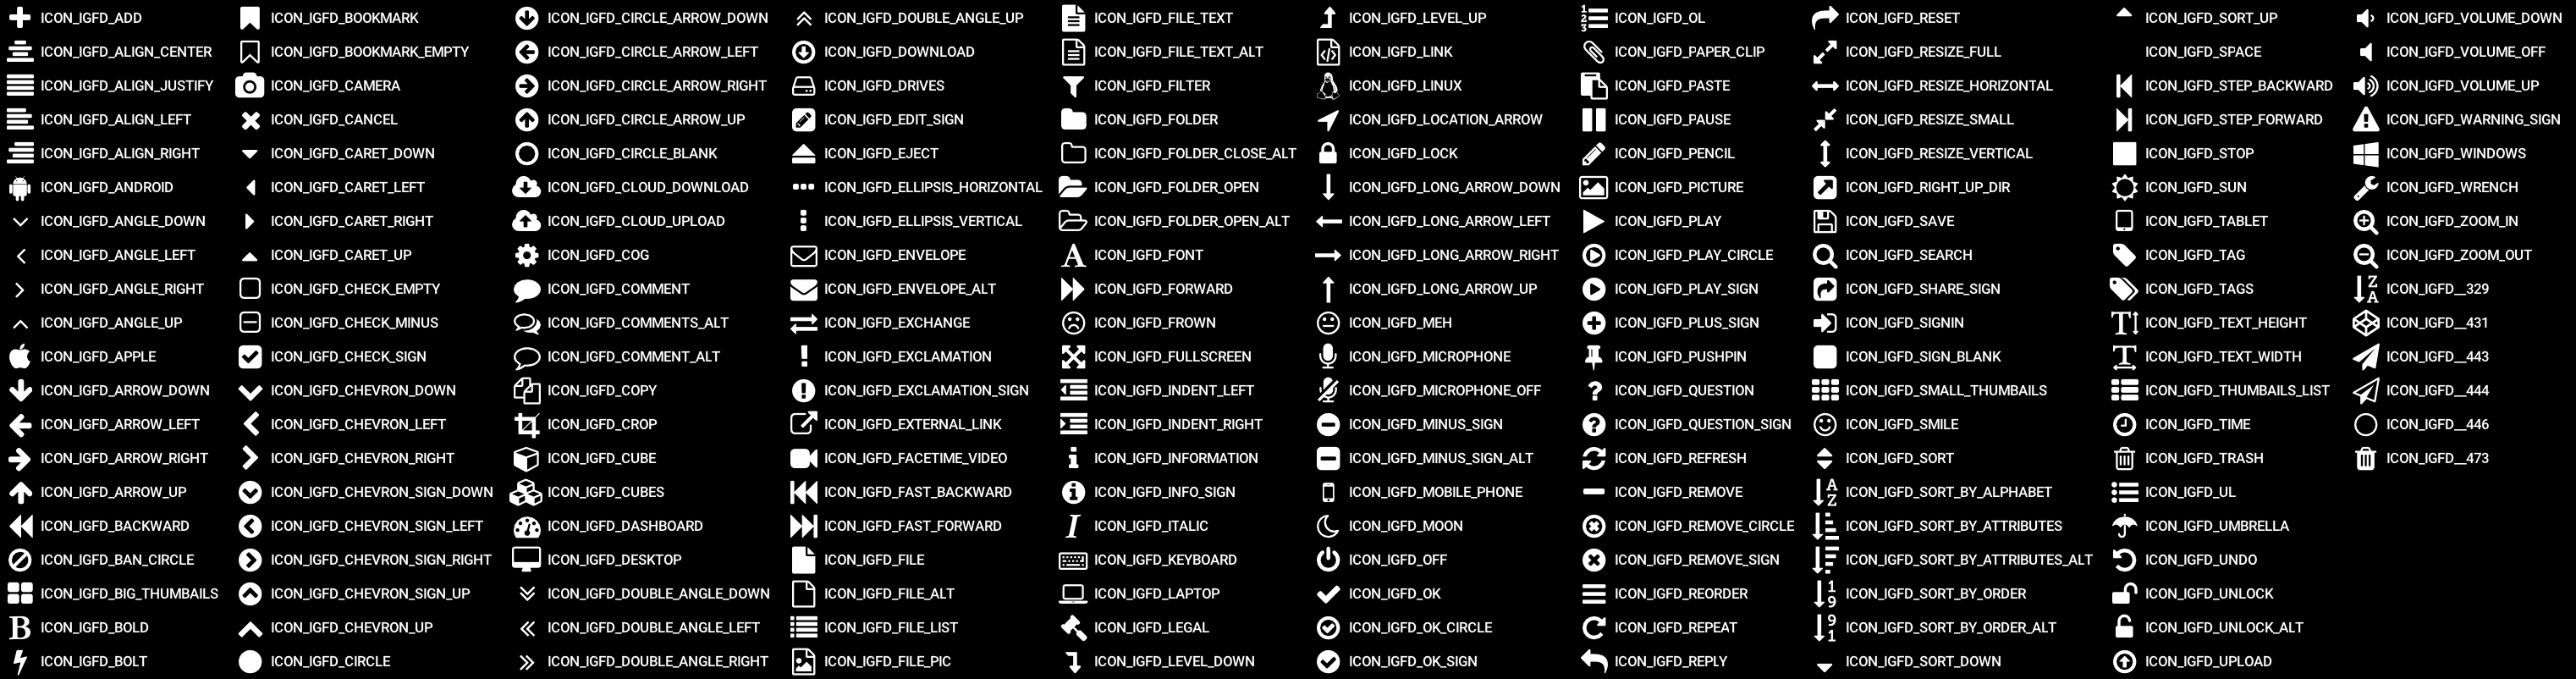 ICON_IGFD_ADD
ICON_IGFD_ALIGN_CENTER
ICON_IGFD_ALIGN_JUSTIFY
ICON_IGFD_ALIGN_LEFT
ICON_IGFD_ALIGN_RIGHT
ICON_IGFD_ANDROID
ICON_IGFD_ANGLE_DOWN
ICON_IGFD_ANGLE_LEFT
ICON_IGFD_ANGLE_RIGHT
ICON_IGFD_ANGLE_UP
ICON_IGFD_APPLE
ICON_IGFD_ARROW_DOWN
ICON_IGFD_ARROW_LEFT
ICON_IGFD_ARROW_RIGHT
ICON_IGFD_ARROW_UP
ICON_IGFD_BACKWARD
ICON_IGFD_BAN_CIRCLE
ICON_IGFD_BIG_THUMBAILS
ICON_IGFD_BOLD
ICON_IGFD_BOLT
ICON_IGFD_BOOKMARK
ICON_IGFD_BOOKMARK_EMPTY
ICON_IGFD_CAMERA
ICON_IGFD_CANCEL
ICON_IGFD_CARET_DOWN
ICON_IGFD_CARET_LEFT
ICON_IGFD_CARET_RIGHT
ICON_IGFD_CARET_UP
ICON_IGFD_CHECK_EMPTY
ICON_IGFD_CHECK_MINUS
ICON_IGFD_CHECK_SIGN
ICON_IGFD_CHEVRON_DOWN
ICON_IGFD_CHEVRON_LEFT
ICON_IGFD_CHEVRON_RIGHT
ICON_IGFD_CHEVRON_SIGN_DOWN
ICON_IGFD_CHEVRON_SIGN_LEFT
ICON_IGFD_CHEVRON_SIGN_RIGHT
ICON_IGFD_CHEVRON_SIGN_UP
ICON_IGFD_CHEVRON_UP
ICON_IGFD_CIRCLE
ICON_IGFD_CIRCLE_ARROW_DOWN
ICON_IGFD_CIRCLE_ARROW_LEFT
ICON_IGFD_CIRCLE_ARROW_RIGHT
ICON_IGFD_CIRCLE_ARROW_UP
ICON_IGFD_CIRCLE_BLANK
ICON_IGFD_CLOUD_DOWNLOAD
ICON_IGFD_CLOUD_UPLOAD
ICON_IGFD_COG
ICON_IGFD_COMMENT
ICON_IGFD_COMMENTS_ALT
ICON_IGFD_COMMENT_ALT
ICON_IGFD_COPY
ICON_IGFD_CROP
ICON_IGFD_CUBE
ICON_IGFD_CUBES
ICON_IGFD_DASHBOARD
ICON_IGFD_DESKTOP
ICON_IGFD_DOUBLE_ANGLE_DOWN
ICON_IGFD_DOUBLE_ANGLE_LEFT
ICON_IGFD_DOUBLE_ANGLE_RIGHT
ICON_IGFD_DOUBLE_ANGLE_UP
ICON_IGFD_DOWNLOAD
ICON_IGFD_DRIVES
ICON_IGFD_EDIT_SIGN
ICON_IGFD_EJECT
ICON_IGFD_ELLIPSIS_HORIZONTAL
ICON_IGFD_ELLIPSIS_VERTICAL
ICON_IGFD_ENVELOPE
ICON_IGFD_ENVELOPE_ALT
ICON_IGFD_EXCHANGE
ICON_IGFD_EXCLAMATION
ICON_IGFD_EXCLAMATION_SIGN
ICON_IGFD_EXTERNAL_LINK
ICON_IGFD_FACETIME_VIDEO
ICON_IGFD_FAST_BACKWARD
ICON_IGFD_FAST_FORWARD
ICON_IGFD_FILE
ICON_IGFD_FILE_ALT
ICON_IGFD_FILE_LIST
ICON_IGFD_FILE_PIC
ICON_IGFD_FILE_TEXT
ICON_IGFD_FILE_TEXT_ALT
ICON_IGFD_FILTER
ICON_IGFD_FOLDER
ICON_IGFD_FOLDER_CLOSE_ALT
ICON_IGFD_FOLDER_OPEN
ICON_IGFD_FOLDER_OPEN_ALT
ICON_IGFD_FONT
ICON_IGFD_FORWARD
ICON_IGFD_FROWN
ICON_IGFD_FULLSCREEN
ICON_IGFD_INDENT_LEFT
ICON_IGFD_INDENT_RIGHT
ICON_IGFD_INFORMATION
ICON_IGFD_INFO_SIGN
ICON_IGFD_ITALIC
ICON_IGFD_KEYBOARD
ICON_IGFD_LAPTOP
ICON_IGFD_LEGAL
ICON_IGFD_LEVEL_DOWN
ICON_IGFD_LEVEL_UP
ICON_IGFD_LINK
ICON_IGFD_LINUX
ICON_IGFD_LOCATION_ARROW
ICON_IGFD_LOCK
ICON_IGFD_LONG_ARROW_DOWN
ICON_IGFD_LONG_ARROW_LEFT
ICON_IGFD_LONG_ARROW_RIGHT
ICON_IGFD_LONG_ARROW_UP
ICON_IGFD_MEH
ICON_IGFD_MICROPHONE
ICON_IGFD_MICROPHONE_OFF
ICON_IGFD_MINUS_SIGN
ICON_IGFD_MINUS_SIGN_ALT
ICON_IGFD_MOBILE_PHONE
ICON_IGFD_MOON
ICON_IGFD_OFF
ICON_IGFD_OK
ICON_IGFD_OK_CIRCLE
ICON_IGFD_OK_SIGN
ICON_IGFD_OL
ICON_IGFD_PAPER_CLIP
ICON_IGFD_PASTE
ICON_IGFD_PAUSE
ICON_IGFD_PENCIL
ICON_IGFD_PICTURE
ICON_IGFD_PLAY
ICON_IGFD_PLAY_CIRCLE
ICON_IGFD_PLAY_SIGN
ICON_IGFD_PLUS_SIGN
ICON_IGFD_PUSHPIN
ICON_IGFD_QUESTION
ICON_IGFD_QUESTION_SIGN
ICON_IGFD_REFRESH
ICON_IGFD_REMOVE
ICON_IGFD_REMOVE_CIRCLE
ICON_IGFD_REMOVE_SIGN
ICON_IGFD_REORDER
ICON_IGFD_REPEAT
ICON_IGFD_REPLY
ICON_IGFD_RESET
ICON_IGFD_RESIZE_FULL
ICON_IGFD_RESIZE_HORIZONTAL
ICON_IGFD_RESIZE_SMALL
ICON_IGFD_RESIZE_VERTICAL
ICON_IGFD_RIGHT_UP_DIR
ICON_IGFD_SAVE
ICON_IGFD_SEARCH
ICON_IGFD_SHARE_SIGN
ICON_IGFD_SIGNIN
ICON_IGFD_SIGN_BLANK
ICON_IGFD_SMALL_THUMBAILS
ICON_IGFD_SMILE
ICON_IGFD_SORT
ICON_IGFD_SORT_BY_ALPHABET
ICON_IGFD_SORT_BY_ATTRIBUTES
ICON_IGFD_SORT_BY_ATTRIBUTES_ALT
ICON_IGFD_SORT_BY_ORDER
ICON_IGFD_SORT_BY_ORDER_ALT
ICON_IGFD_SORT_DOWN
ICON_IGFD_SORT_UP
ICON_IGFD_SPACE
ICON_IGFD_STEP_BACKWARD
ICON_IGFD_STEP_FORWARD
ICON_IGFD_STOP
ICON_IGFD_SUN
ICON_IGFD_TABLET
ICON_IGFD_TAG
ICON_IGFD_TAGS
ICON_IGFD_TEXT_HEIGHT
ICON_IGFD_TEXT_WIDTH
ICON_IGFD_THUMBAILS_LIST
ICON_IGFD_TIME
ICON_IGFD_TRASH
ICON_IGFD_UL
ICON_IGFD_UMBRELLA
ICON_IGFD_UNDO
ICON_IGFD_UNLOCK
ICON_IGFD_UNLOCK_ALT
ICON_IGFD_UPLOAD
ICON_IGFD_VOLUME_DOWN
ICON_IGFD_VOLUME_OFF
ICON_IGFD_VOLUME_UP
ICON_IGFD_WARNING_SIGN
ICON_IGFD_WINDOWS
ICON_IGFD_WRENCH
ICON_IGFD_ZOOM_IN
ICON_IGFD_ZOOM_OUT
ICON_IGFD__329
ICON_IGFD__431
ICON_IGFD__443
ICON_IGFD__444
ICON_IGFD__446
ICON_IGFD__473